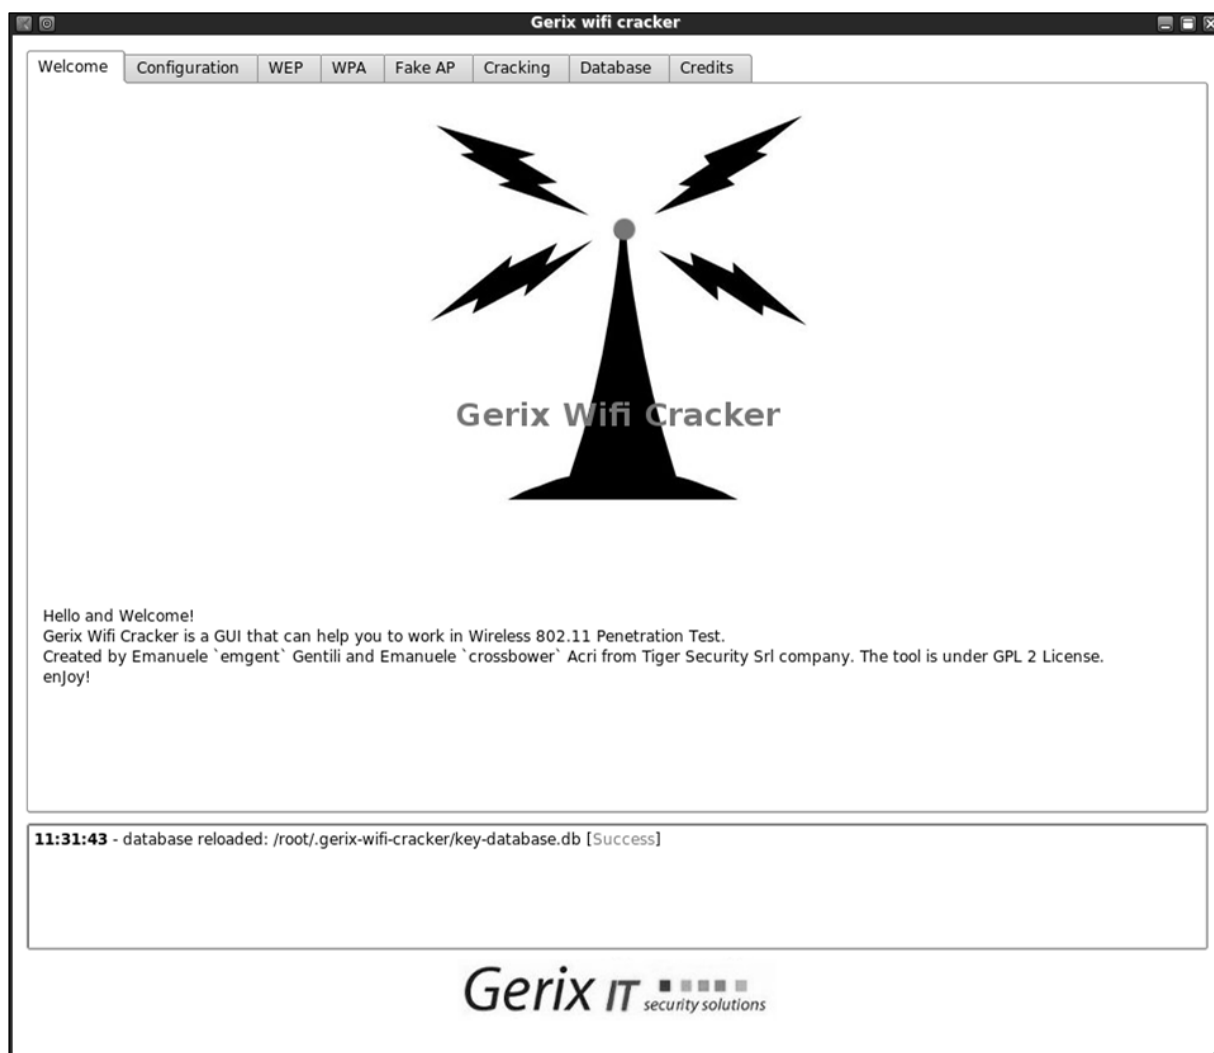 Gerix wifi cracker
Welcome Configuration WEP WPA Fake AP Cracking Database Credits
Gerix Wifi Cracker
Hello and Welcome!
Gerix Wifi Cracker is a GUI that can help you to work in Wireless 802.11 Penetration Test.
Created by Emanuele `emgent` Gentili and Emanuele `crossbower` Acri from Tiger Security Srl company. The tool is under GPL 2 License.
enJoy!
11:31:43 - database reloaded: /root/.gerix-wifi-cracker/key-database.db [Success]
Gerix IT security solutions